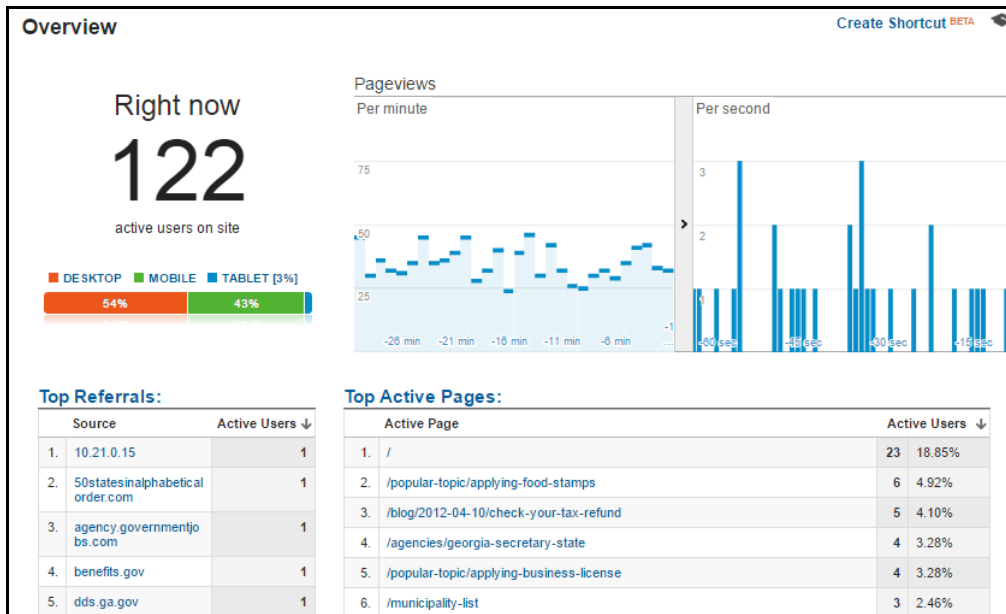 Overview
Create Shortcut BETA
Right now
122
active users on site
DESKTOP MOBILE TABLET [3%]
54% 43%
Pageviews
Per minute
75
50
25
-26 min -21 min -16 min -11 min -6 min -1
...
Per second
3
2
1
-60 sec -45 sec -30 sec -15 sec
Top Referrals:
Source Active Users
1. 10.21.0.15 1
2. 50statesinalphabetical 1
order.com
3. agency.governmentjo 1
bs.com
4. benefits.gov 1
5. dds.ga.gov 1
Top Active Pages:
Active Page Active Users
1. / 23 18.85%
2. /popular-topic/applying-food-stamps 6 4.92%
3. /blog/2012-04-10/check-your-tax-refund 5 4.10%
4. /agencies/georgia-secretary-state 4 3.28%
5. /popular-topic/applying-business-license 4 3.28%
6. /municipality-list 3 2.46%